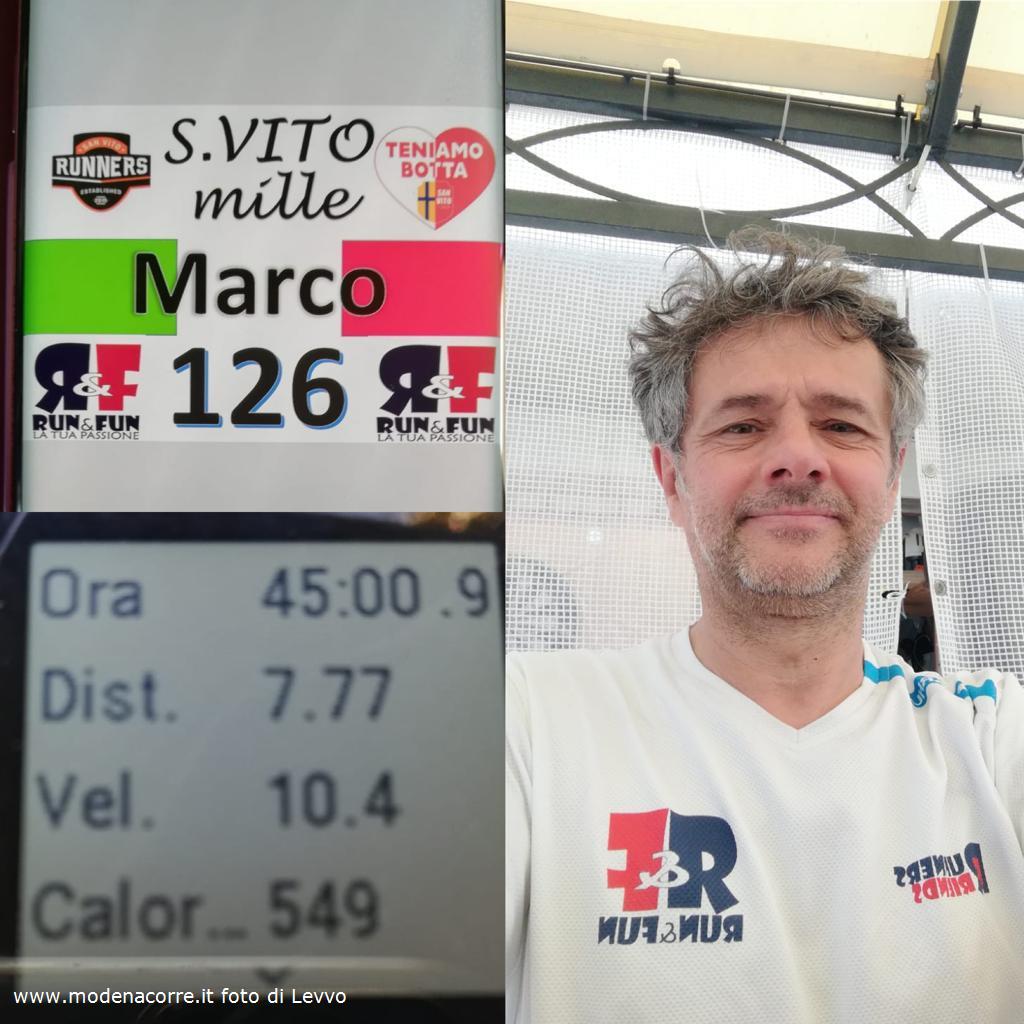 SAN VITO
RUNNERS
ESTABLISHED
S.VITO
mille
TENIAMO
BOTTA
SAN
VITO
Marco
R&F
RUN&FUN
LA TUA PASSIONE
126
R&F
RUN&FUN
LA TUA PASSIONE
Ora 45:00.9
Dist. 7.77
Vel. 10.4
Calor... 549
www.modenacorre.it foto di Levvo
R&F
RUN&FUN
RUNNERS
FRIENDS